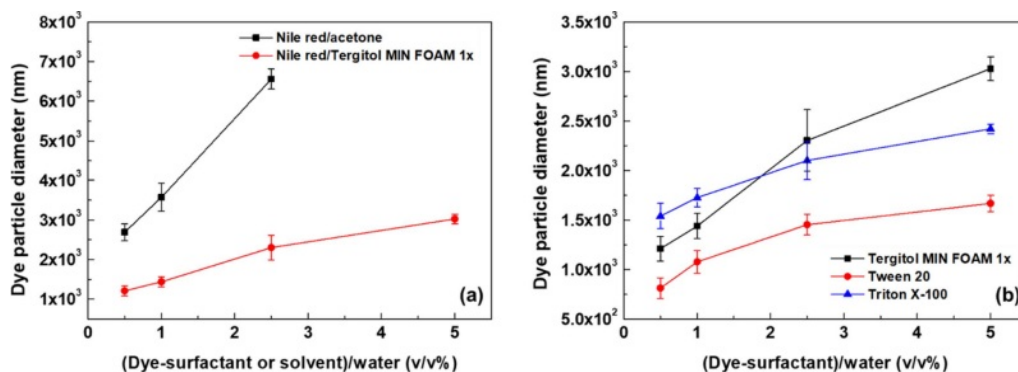 8x10³
7x10³
6x10³
5x10³
4x10³
3x10³
2x10³
1x10³
Dye particle diameter (nm)
Nile red/acetone
Nile red/Tergitol MIN FOAM 1x
(a)
0 1 2 3 4 5
(Dye-surfactant or solvent)/water (v/v%)
3.5x10³
3.0x10³
2.5x10³
2.0x10³
1.5x10³
1.0x10³
5.0x10²
Dye particle diameter (nm)
Tergitol MIN FOAM 1x
Tween 20
Triton X-100
(b)
0 1 2 3 4 5
(Dye-surfactant)/water (v/v%)